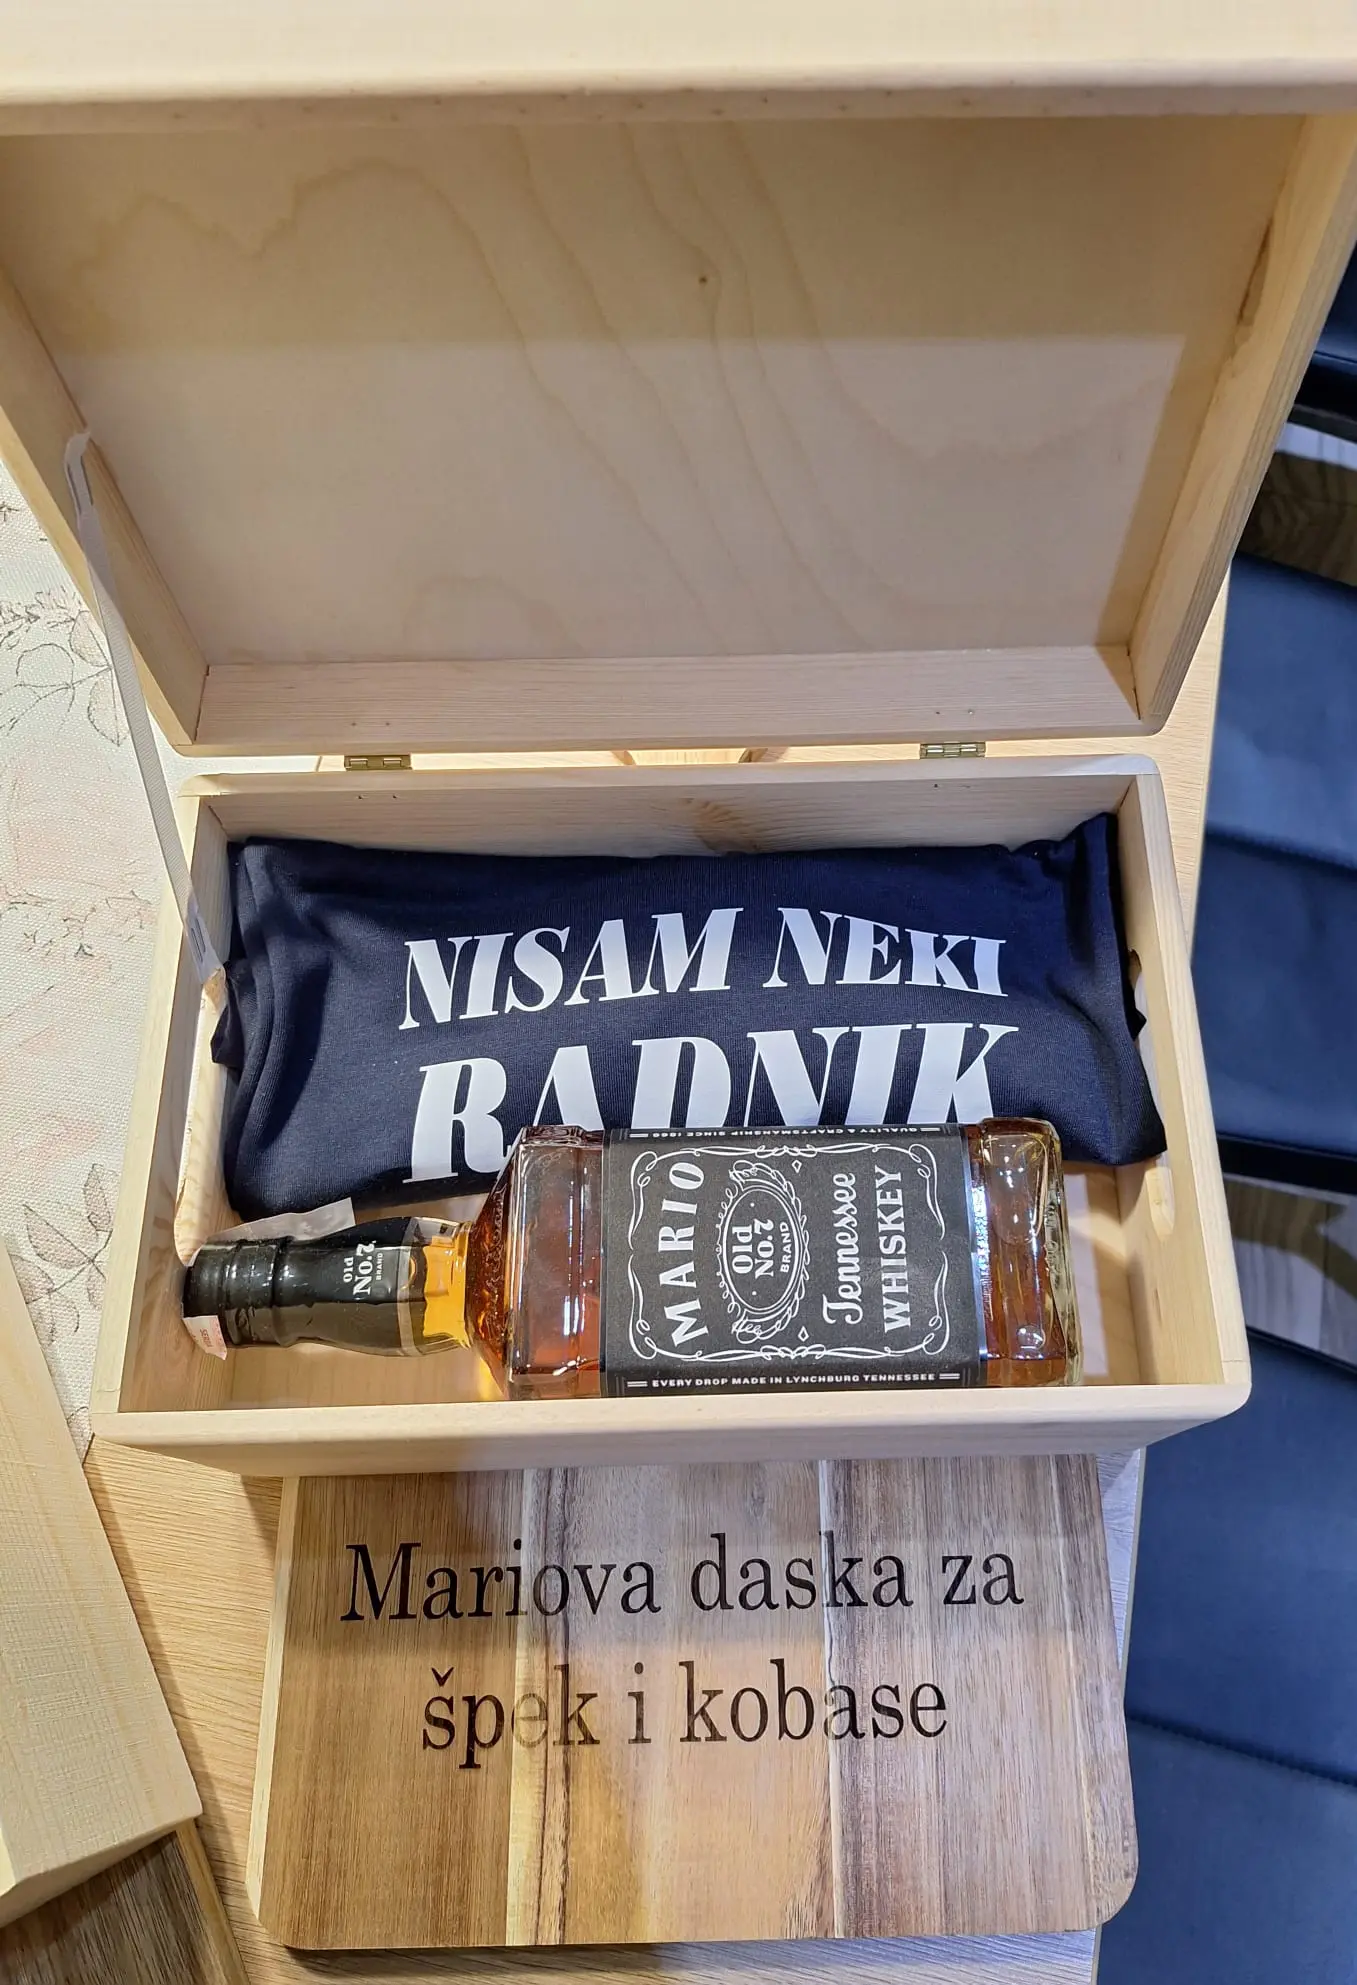 NISAM NEKI
RADNIK
Old
No.7
BRAND
QUALITY CRAFTSMANSHIP SINCE 1866
MARIO
Old
No.7
BRAND
Tennessee
WHISKEY
EVERY DROP MADE IN LYNCHBURG TENNESSEE
Mariova daska za
špek i kobase